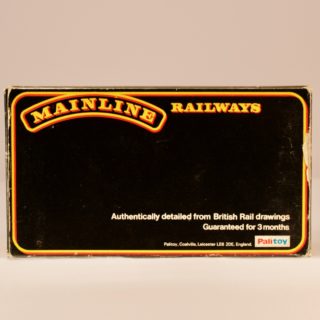 MAINLINE RAILWAYS
Authentically detailed from British Rail drawings
Guaranteed for 3 months
Palitoy, Coalville, Leicester LE6 2DE, England.
Palitoy